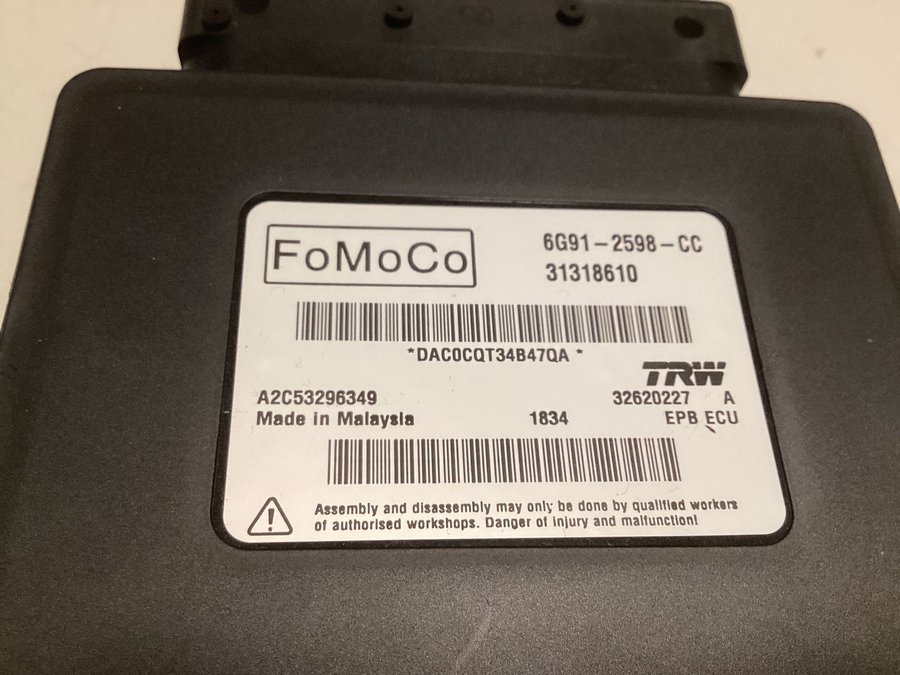 FoMoCo
6G91-2598-CC
31318610
*DAC0CQT34B47QA *
TRW
A2C53296349
32620227 A
Made in Malaysia
1834
EPB ECU
Assembly and disassembly may only be done by qualified workers
of authorised workshops. Danger of injury and malfunction!